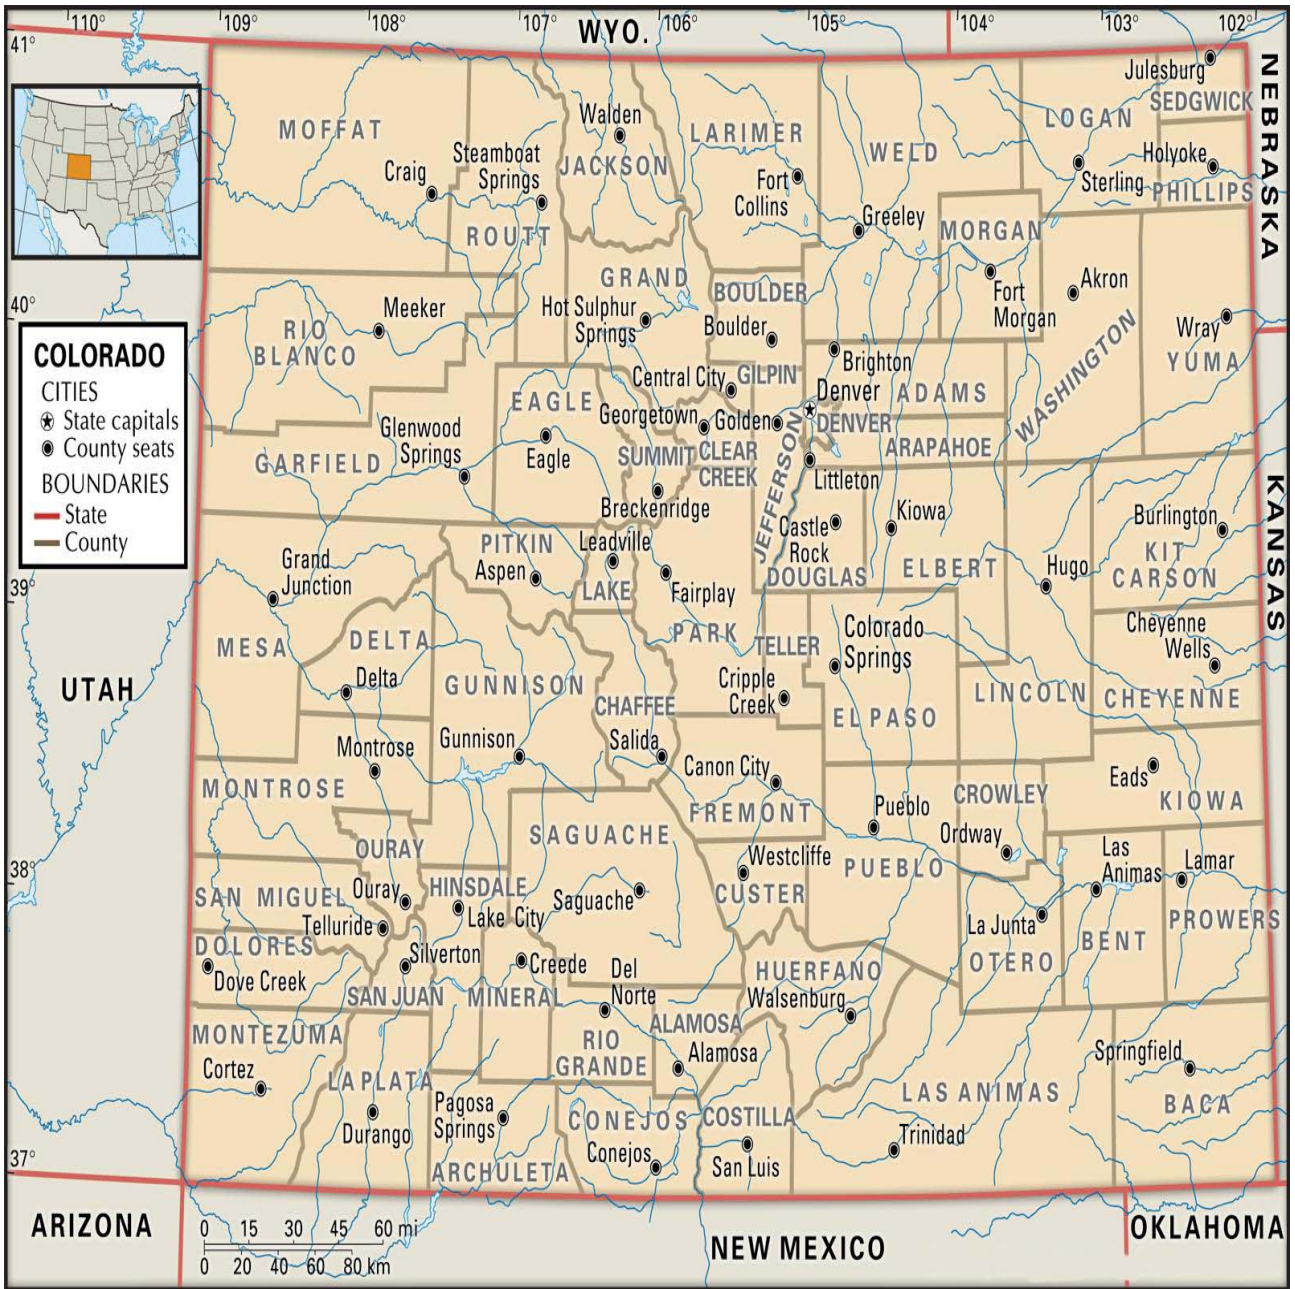 110°
109°
108°
107°
106°
105°
104°
103°
102°
41°
40°
39°
38°
37°
WYO.
NEBRASKA
KANSAS
OKLAHOMA
NEW MEXICO
ARIZONA
UTAH
COLORADO
CITIES
State capitals
County seats
BOUNDARIES
State
County
MOFFAT
Craig
Steamboat
Springs
ROUTT
Walden
JACKSON
LARIMER
Fort
Collins
WELD
Greeley
LOGAN
Sterling
Julesburg
SEDGWICK
Holyoke
PHILLIPS
MORGAN
Fort
Morgan
Akron
WASHINGTON
Wray
YUMA
RIO
BLANCO
Meeker
GRAND
Hot Sulphur
Springs
BOULDER
Boulder
Central City
GILPIN
Brighton
ADAMS
Denver
DENVER
ARAPAHOE
Littleton
Golden
JEFFERSON
Georgetown
CLEAR
CREEK
SUMMIT
Breckenridge
EAGLE
Eagle
Glenwood
Springs
GARFIELD
PITKIN
Aspen
Leadville
LAKE
Fairplay
PARK
Castle
Rock
DOUGLAS
Kiowa
ELBERT
Hugo
LINCOLN
Burlington
KIT
CARSON
Cheyenne
Wells
CHEYENNE
Grand
Junction
MESA
DELTA
Delta
GUNNISON
Gunnison
CHAFFEE
Salida
TELLER
Cripple
Creek
Colorado
Springs
EL PASO
Montrose
MONTROSE
Canon City
FREMONT
Pueblo
PUEBLO
CROWLEY
Ordway
Eads
KIOWA
OURAY
Ouray
SAN MIGUEL
Telluride
HINSDALE
Lake City
SAGUACHE
Saguache
Westcliffe
CUSTER
La Junta
OTERO
Las
Animas
BENT
Lamar
PROWERS
DOLORES
Dove Creek
Silverton
SAN JUAN
MINERAL
Creede
Del
Norte
RIO
GRANDE
ALAMOSA
Alamosa
HUERFANO
Walsenburg
MONTEZUMA
Cortez
LA PLATA
Durango
Pagosa
Springs
ARCHULETA
CONEJOS
Conejos
COSTILLA
San Luis
LAS ANIMAS
Trinidad
Springfield
BACA
0 15 30 45 60 mi
0 20 40 60 80 km